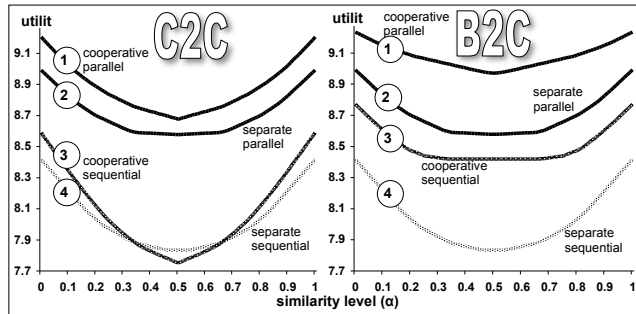 C2C
utilit
9.1
8.9
8.7
8.5
8.3
8.1
7.9
7.7
1
cooperative
parallel
2
separate
parallel
3
cooperative
sequential
4
separate
sequential
0 0.1 0.2 0.3 0.4 0.5 0.6 0.7 0.8 0.9 1
B2C
utilit
9.1
8.9
8.7
8.5
8.3
8.1
7.9
7.7
cooperative
parallel
1
2
separate
parallel
3
cooperative
sequential
4
separate
sequential
0 0.1 0.2 0.3 0.4 0.5 0.6 0.7 0.8 0.9 1
similarity level (α)